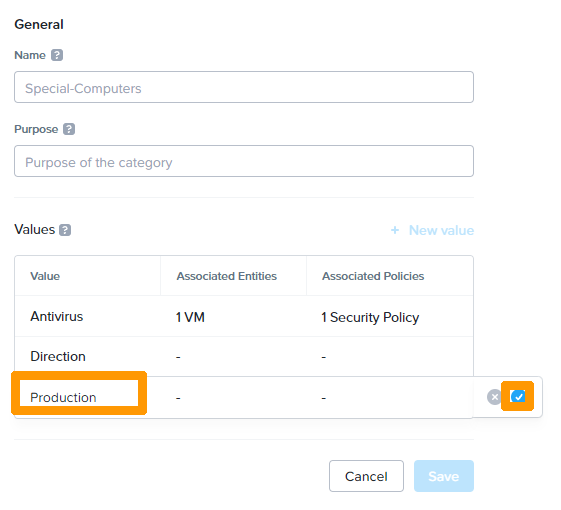 General
Name ?
Special-Computers
Purpose ?
Purpose of the category
Values ? + New value
Value Associated Entities Associated Policies
Antivirus 1 VM 1 Security Policy
Direction - -
Production - -
Cancel Save